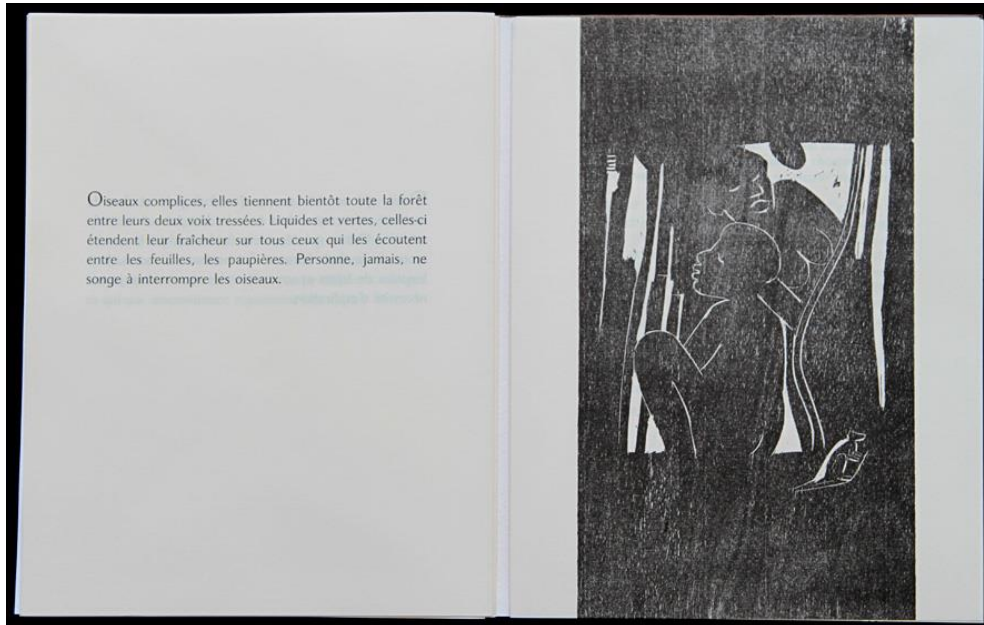 Oiseaux complices, elles tiennent bientôt toute la forêt
entre leurs deux voix tressées. Liquides et vertes, celles-ci
étendent leur fraîcheur sur tous ceux qui les écoutent
entre les feuilles, les paupières. Personne, jamais, ne
songe à interrompre les oiseaux.